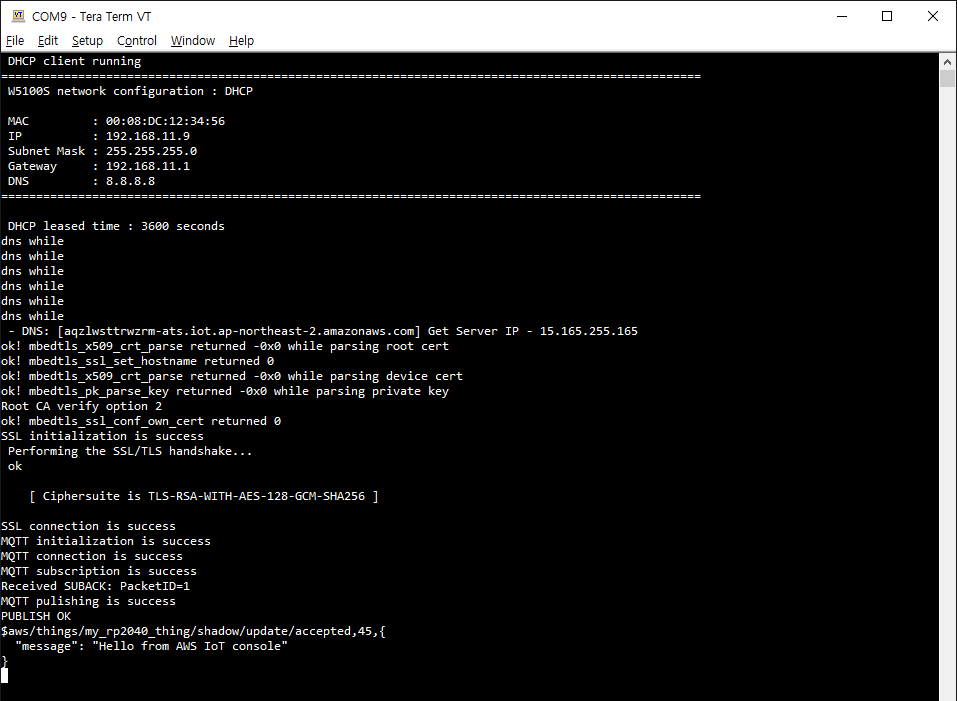 COM9 - Tera Term VT
File Edit Setup Control Window Help
DHCP client running
====================================================================================================
W5100S network configuration : DHCP
MAC         : 00:08:DC:12:34:56
IP          : 192.168.11.9
Subnet Mask : 255.255.255.0
Gateway     : 192.168.11.1
DNS         : 8.8.8.8
====================================================================================================
DHCP leased time : 3600 seconds
dns while
dns while
dns while
dns while
dns while
dns while
- DNS: [aqzlwsttrwzrm-ats.iot.ap-northeast-2.amazonaws.com] Get Server IP - 15.165.255.165
ok! mbedtls_x509_crt_parse returned -0x0 while parsing root cert
ok! mbedtls_ssl_set_hostname returned 0
ok! mbedtls_x509_crt_parse returned -0x0 while parsing device cert
ok! mbedtls_pk_parse_key returned -0x0 while parsing private key
Root CA verify option 2
ok! mbedtls_ssl_conf_own_cert returned 0
SSL initialization is success
Performing the SSL/TLS handshake...
ok
[ Ciphersuite is TLS-RSA-WITH-AES-128-GCM-SHA256 ]
SSL connection is success
MQTT initialization is success
MQTT connection is success
MQTT subscription is success
Received SUBACK: PacketID=1
MQTT pulishing is success
PUBLISH OK
$aws/things/my_rp2040_thing/shadow/update/accepted,45,{
"message": "Hello from AWS IoT console"
}